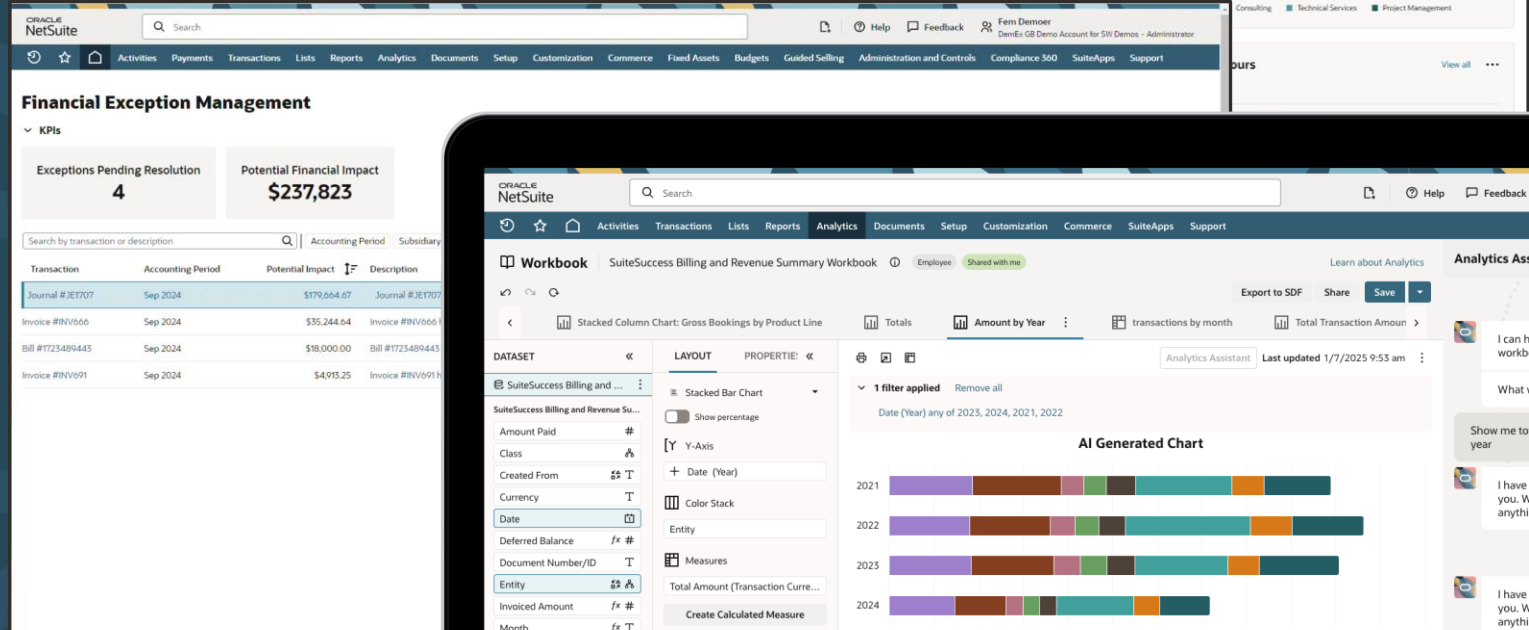 ORACLE
NetSuite
Search
Help
Feedback
Fern Demoer
DemEx GB Demo Account for SW Demos - Administrator
Activities Payments Transactions Lists Reports Analytics Documents Setup Customization Commerce Fixed Assets Budgets Guided Selling Administration and Controls Compliance 360 SuiteApps Support
Financial Exception Management
KPIs
Exceptions Pending Resolution
4
Potential Financial Impact
$237,823
Search by transaction or description
Accounting Period
Subsidiary
Transaction Accounting Period Potential Impact Description
Journal #JE1707 Sep 2024 $179,664.67 Journal #JE1707
Invoice #INV666 Sep 2024 $35,244.64 Invoice #INV666
Bill #1723489443 Sep 2024 $18,000.00 Bill #1723489443
Invoice #INV691 Sep 2024 $4,913.25 Invoice #INV691
Consulting Technical Services Project Management
ours
View all
ORACLE
NetSuite
Search
Help
Feedback
Activities Transactions Lists Reports Analytics Documents Setup Customization Commerce SuiteApps Support
Workbook
SuiteSuccess Billing and Revenue Summary Workbook
Employee
Shared with me
Learn about Analytics
Export to SDF
Share
Save
Stacked Column Chart: Gross Bookings by Product Line
Totals
Amount by Year
transactions by month
Total Transaction Amoun
DATASET
SuiteSuccess Billing and ...
SuiteSuccess Billing and Revenue Su...
Amount Paid #
Class
Created From T
Currency T
Date
Deferred Balance fx #
Document Number/ID T
Entity
Invoiced Amount fx #
Month fx T
LAYOUT
PROPERTIE
Stacked Bar Chart
Show percentage
Y-Axis
Date (Year)
Color Stack
Entity
Measures
Total Amount (Transaction Curre...
Create Calculated Measure
Analytics Assistant
Last updated 1/7/2025 9:53 am
1 filter applied
Remove all
Date (Year) any of 2023, 2024, 2021, 2022
AI Generated Chart
2021
2022
2023
2024
Analytics Ass
I can h
workb
What
Show me to
year
I have
you. W
anythi
I have
you. W
anythi